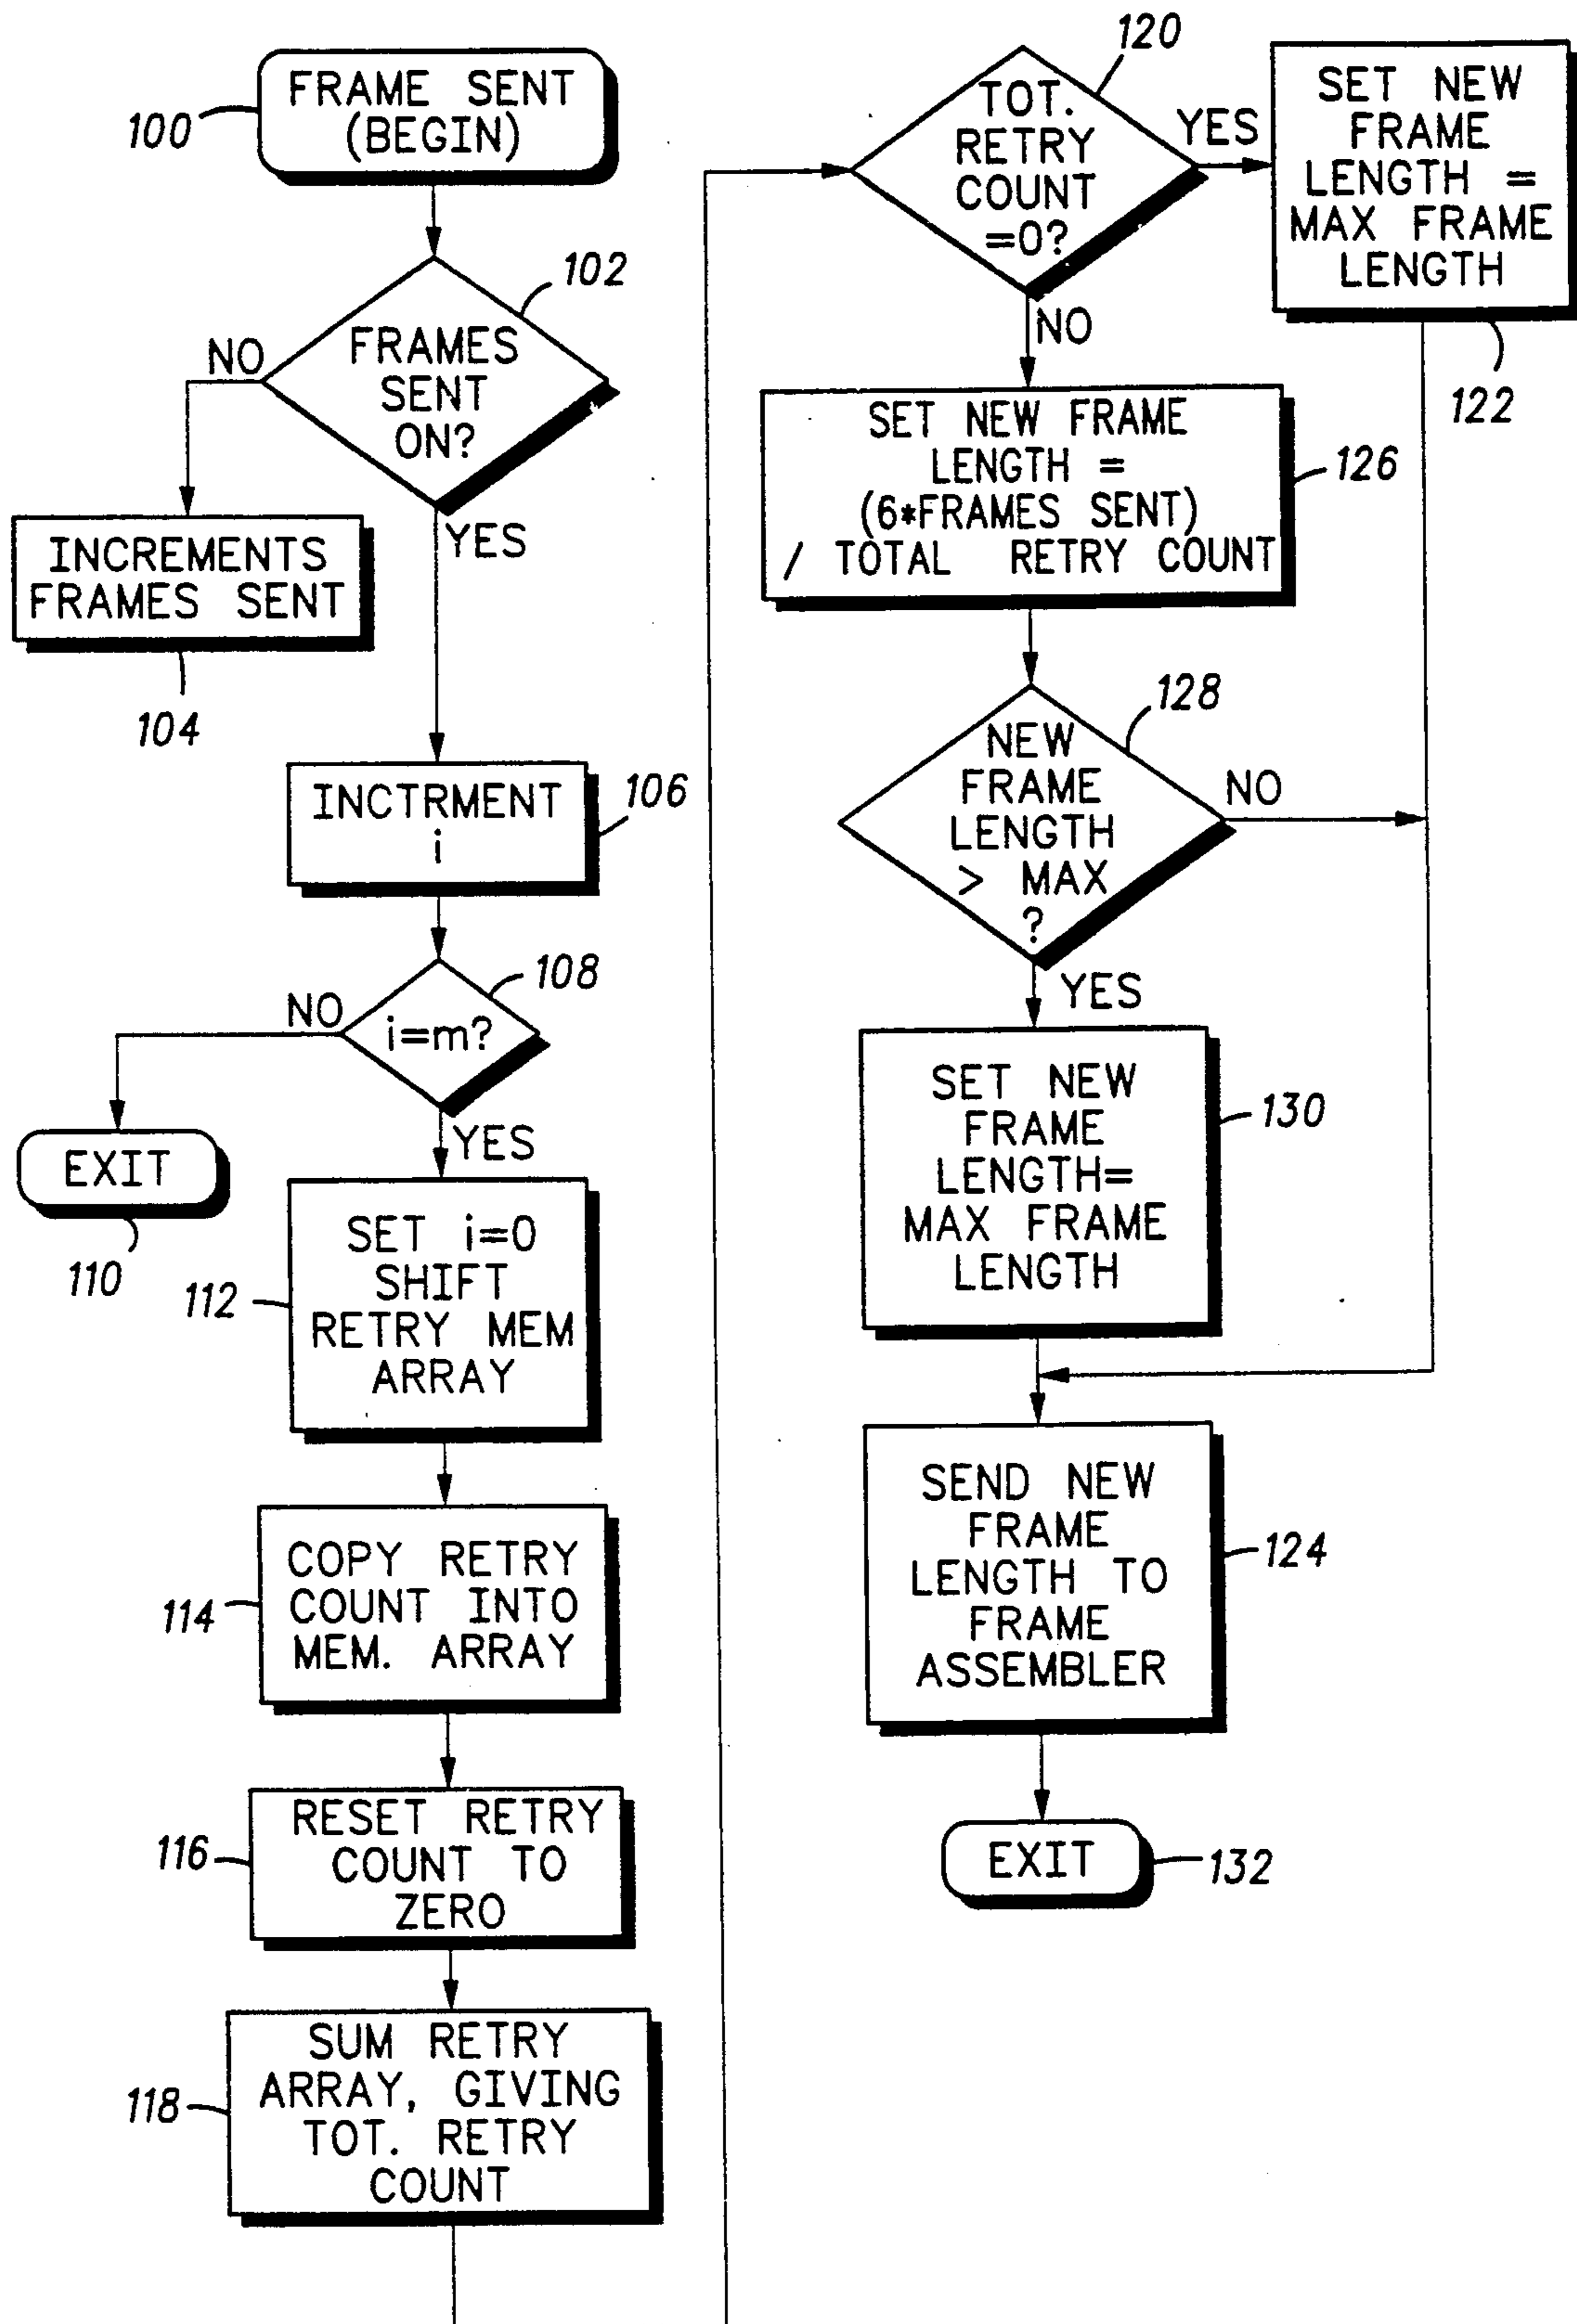 FRAME SENT
(BEGIN)
100
102
FRAMES
SENT
ON?
NO
YES
INCREMENTS
FRAMES SENT
104
INCTRMENT
i
106
108
i=m?
NO
YES
EXIT
110
SET i=0
SHIFT
RETRY MEM
ARRAY
112
COPY RETRY
COUNT INTO
MEM. ARRAY
114
RESET RETRY
COUNT TO
ZERO
116
SUM RETRY
ARRAY, GIVING
TOT. RETRY
COUNT
118
120
TOT.
RETRY
COUNT
=0?
YES
NO
SET NEW
FRAME
LENGTH =
MAX FRAME
LENGTH
122
SET NEW FRAME
LENGTH =
(6*FRAMES SENT)
/ TOTAL RETRY COUNT
126
128
NEW
FRAME
LENGTH
> MAX
?
NO
YES
SET NEW
FRAME
LENGTH=
MAX FRAME
LENGTH
130
SEND NEW
FRAME
LENGTH TO
FRAME
ASSEMBLER
124
EXIT
132